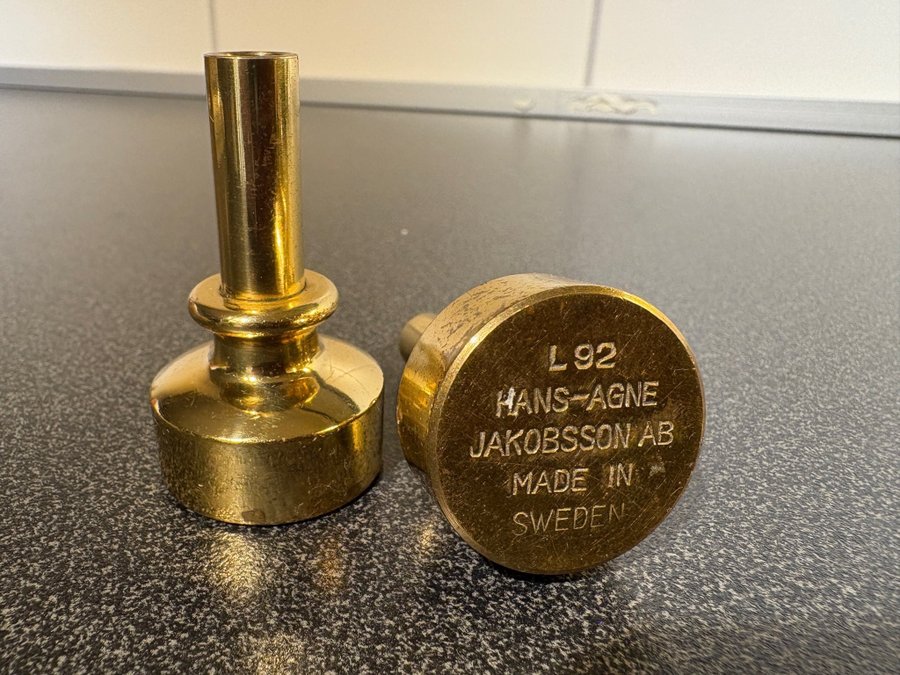 L 92
HANS-AGNE
JAKOBSSON AB
MADE IN
SWEDEN